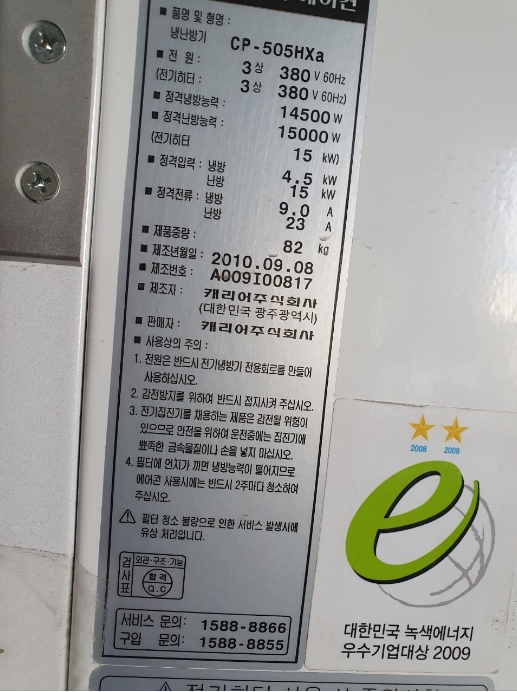 ■ 품명 및 형명 :
냉난방기 CP-505HXa
■ 전 원 : 3상 380 V 60Hz
(전기히터 : 3상 380 V 60Hz)
■ 정격냉방능력 : 14500 W
■ 정격난방능력 : 15000 W
(전기히터 15 kW)
■ 정격입력 : 냉방 4.5 kW
난방 15 kW
■ 정격전류 : 냉방 9.0 A
난방 23 A
■ 제품중량 : 82 kg
■ 제조년월일 : 2010.09.08
■ 제조번호 : A009I00817
■ 제조자 : 캐리어주식회사
(대한민국 광주광역시)
■ 판매자 : 캐리어주식회사
■ 사용상의 주의 :
1. 전원은 반드시 전기냉방기 전용회로를 만들어
사용하십시오.
2. 감전방지를 위하여 반드시 접지시켜 주십시오.
3. 전기집진기를 채용하는 제품은 감전될 위험이
있으므로 안전을 위하여 운전중에는 집진기에
뾰족한 금속물질이나 손을 넣지 마십시오.
4. 필터에 먼지가 끼면 냉방능력이 떨어지므로
에어콘 사용시에는 반드시 2주마다 청소하여
주십시오.
⚠ 필터 청소 불량으로 인한 서비스 발생시에
유상 처리입니다.
검사표 외관·구조·기능
합격
Q.C
서비스 문의: 1588-8866
구입 문의: 1588-8855
2008 2009
e
대한민국 녹색에너지
우수기업대상 2009